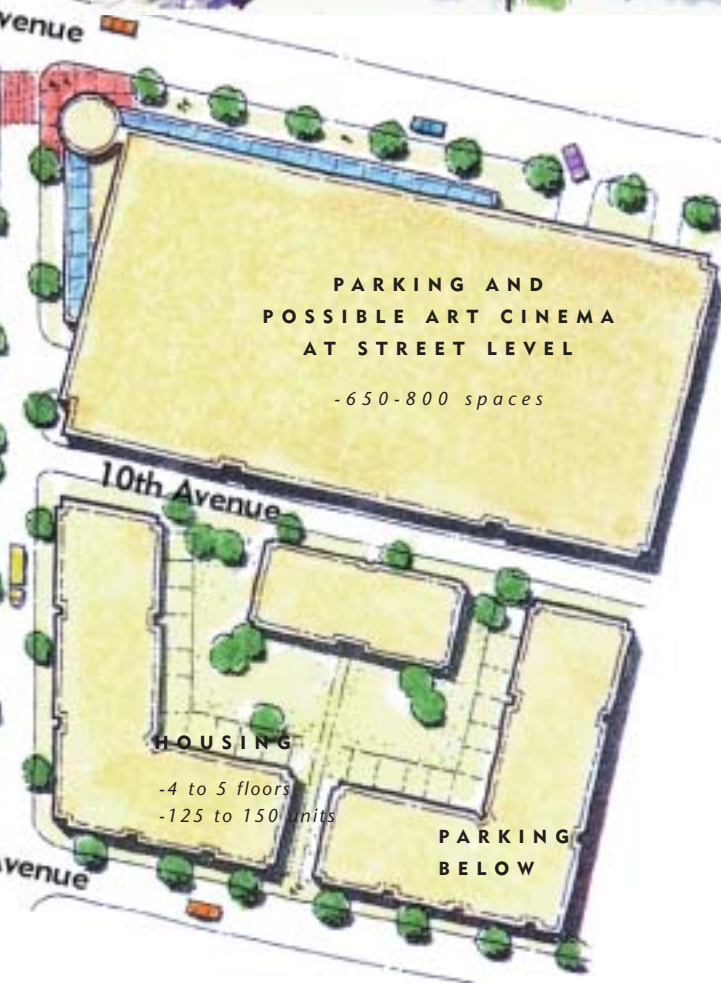 venue
PARKING AND
POSSIBLE ART CINEMA
AT STREET LEVEL
-650-800 spaces
10th Avenue
HOUSING
-4 to 5 floors
-125 to 150 units
PARKING
BELOW
venue